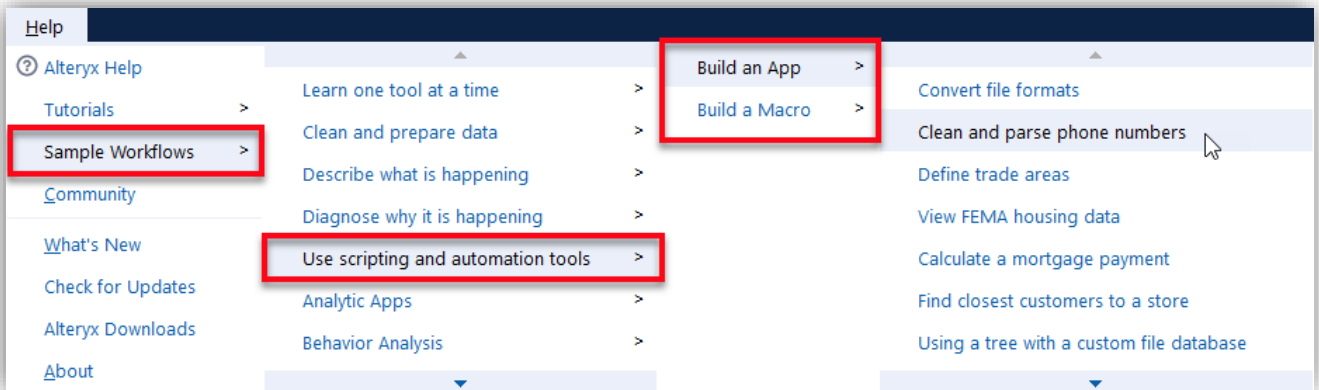 Help
Alteryx Help
Tutorials >
Sample Workflows >
Community
What's New
Check for Updates
Alteryx Downloads
About
Learn one tool at a time >
Clean and prepare data >
Describe what is happening >
Diagnose why it is happening >
Use scripting and automation tools >
Analytic Apps >
Behavior Analysis >
Build an App >
Build a Macro >
Convert file formats
Clean and parse phone numbers
Define trade areas
View FEMA housing data
Calculate a mortgage payment
Find closest customers to a store
Using a tree with a custom file database